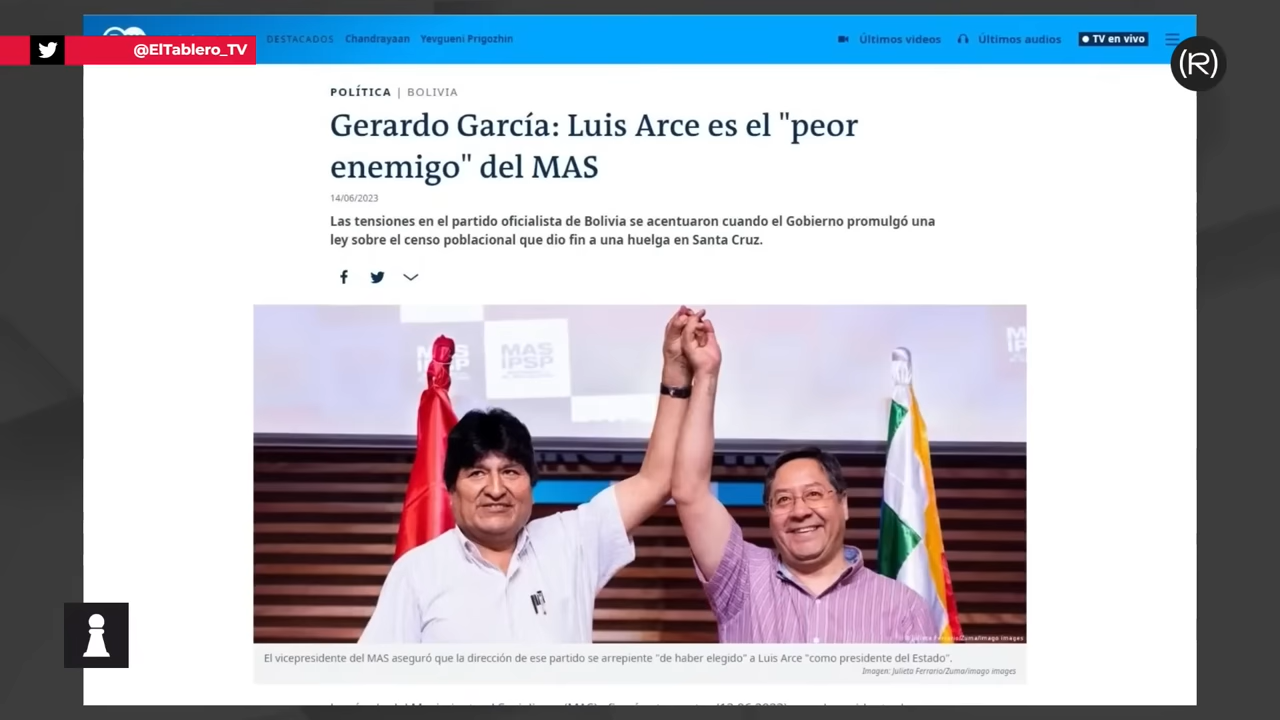 @ElTablero_TV
DESTACADOS Chandrayaan Yevgueni Prigozhin
Últimos videos Últimos audios TV en vivo
(R)
POLÍTICA | BOLIVIA
Gerardo García: Luis Arce es el "peor
enemigo" del MAS
14/06/2023
Las tensiones en el partido oficialista de Bolivia se acentuaron cuando el Gobierno promulgó una
ley sobre el censo poblacional que dio fin a una huelga en Santa Cruz.
MAS
IPSP
MAS
IPSP
MAS
El vicepresidente del MAS aseguró que la dirección de ese partido se arrepiente "de haber elegido" a Luis Arce "como presidente del Estado".
Imagen: Julieta Ferrario/Zuma/imago images